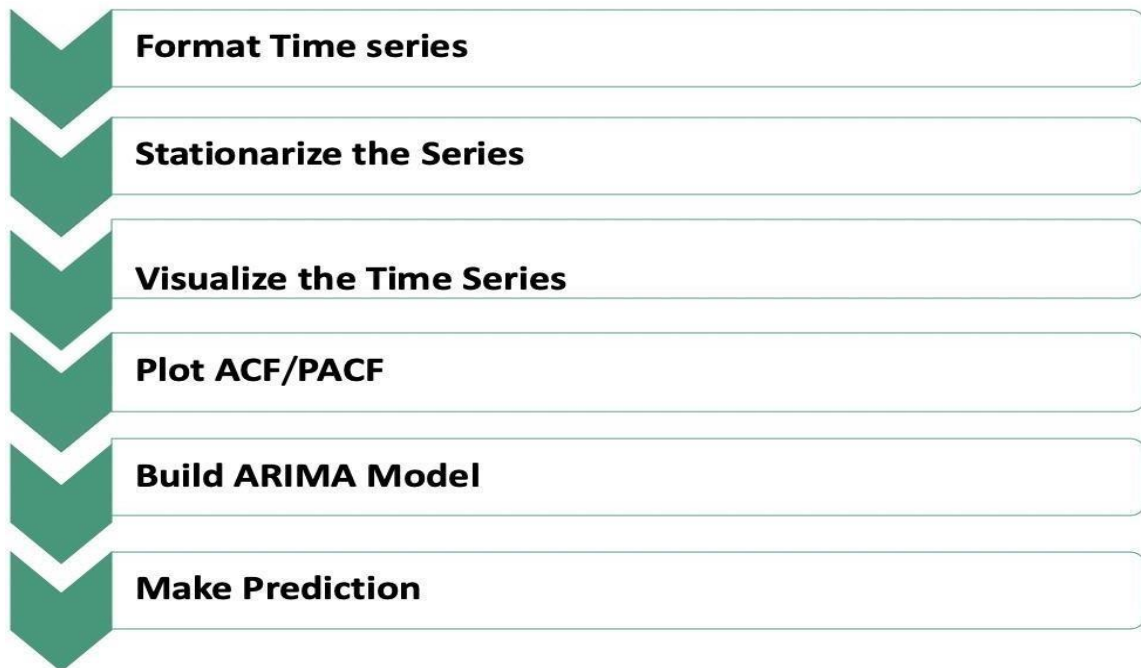 Format Time series
Stationarize the Series
Visualize the Time Series
Plot ACF/PACF
Build ARIMA Model
Make Prediction